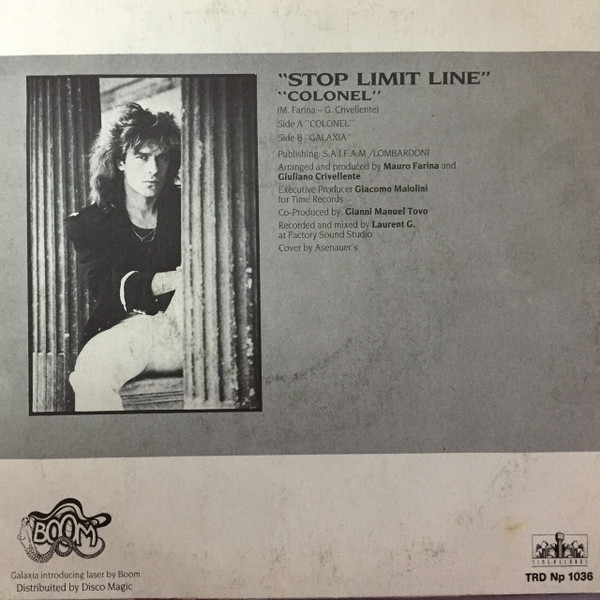 "STOP LIMIT LINE"
"COLONEL"
(M. Farina - G. Crivellente)
Side A "COLONEL"
Side B "GALAXIA"
Publishing: S.A.I.F.A.M./LOMBARDONI
Arranged and produced by Mauro Farina and
Giuliano Crivellente
Executive Producer Giacomo Maiolini
for Time Records
Co-Produced by: Gianni Manuel Tovo
Recorded and mixed by Laurent G.
at Factory Sound Studio
Cover by Asenauer's
BOOM
Galaxia introducing laser by Boom
Distribuited by Disco Magic
TIME RECORDS
TRD Np 1036